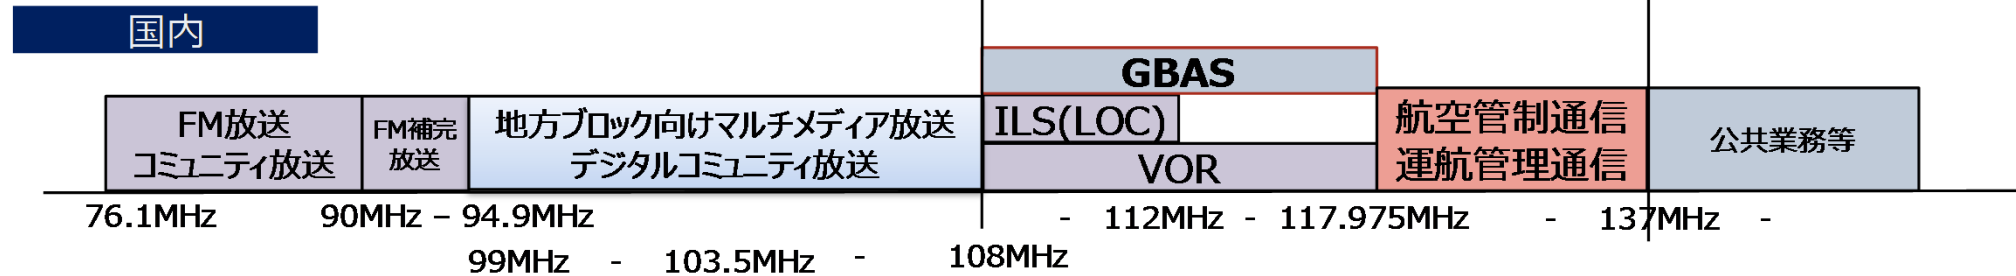 国内
GBAS
FM放送
コミュニティ放送
FM補完
放送
地方ブロック向けマルチメディア放送
デジタルコミュニティ放送
ILS(LOC)
VOR
航空管制通信
運航管理通信
公共業務等
76.1MHz 90MHz – 94.9MHz - 112MHz - 117.975MHz - 137MHz -
99MHz - 103.5MHz - 108MHz